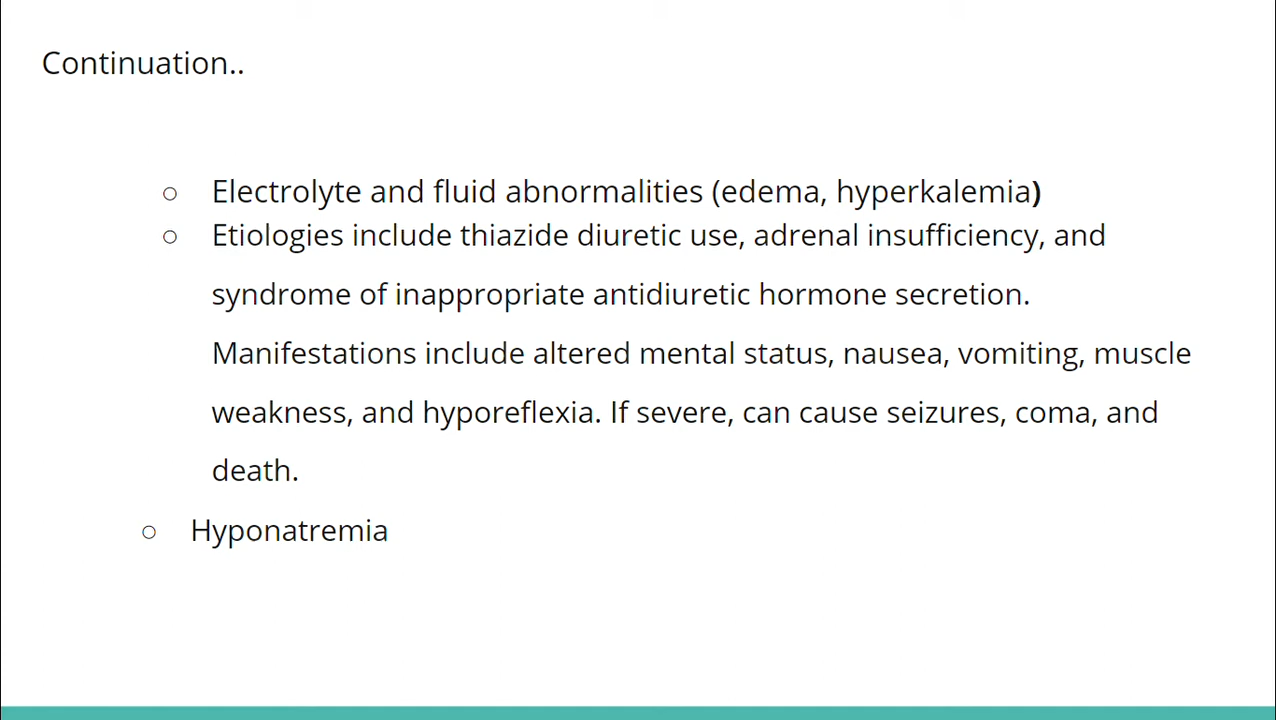 Continuation..
○ Electrolyte and fluid abnormalities (edema, hyperkalemia)
○ Etiologies include thiazide diuretic use, adrenal insufficiency, and
syndrome of inappropriate antidiuretic hormone secretion.
Manifestations include altered mental status, nausea, vomiting, muscle
weakness, and hyporeflexia. If severe, can cause seizures, coma, and
death.
○ Hyponatremia